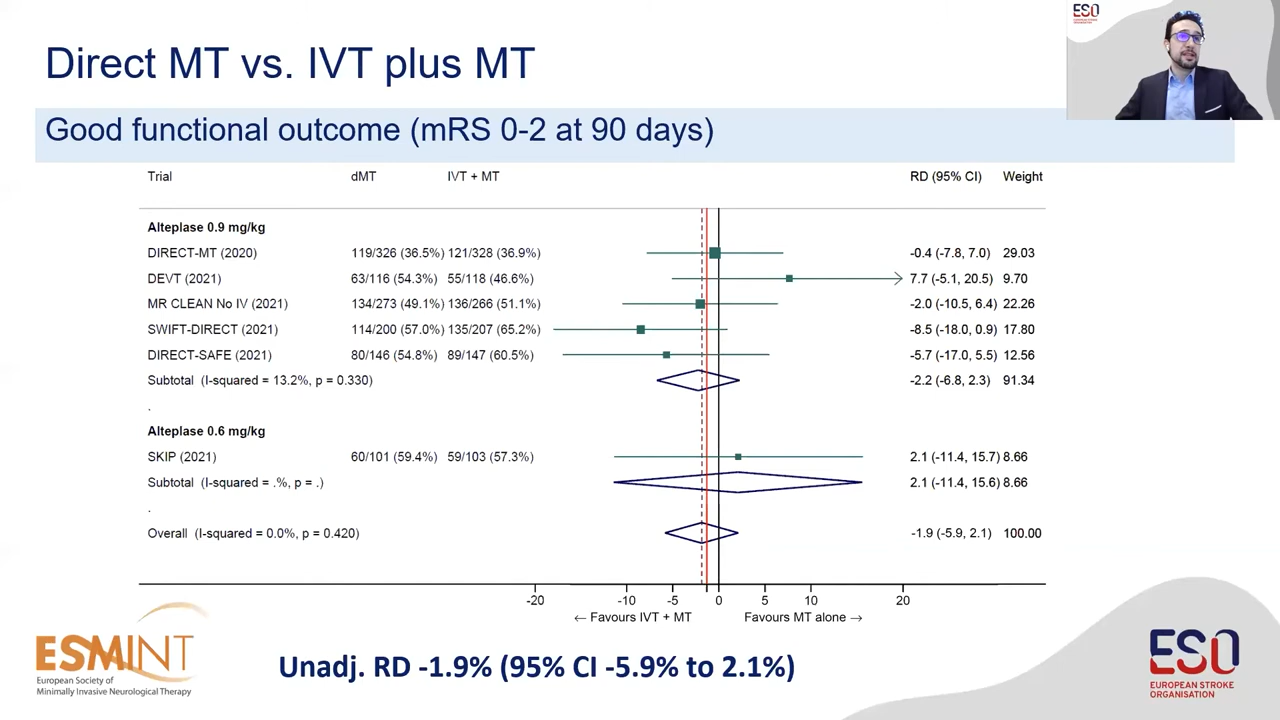 Direct MT vs. IVT plus MT
ESO
EUROPEAN STROKE
ORGANISATION
Good functional outcome (mRS 0-2 at 90 days)
Trial dMT IVT + MT RD (95% CI) Weight
Alteplase 0.9 mg/kg
DIRECT-MT (2020) 119/326 (36.5%) 121/328 (36.9%) -0.4 (-7.8, 7.0) 29.03
DEVT (2021) 63/116 (54.3%) 55/118 (46.6%) 7.7 (-5.1, 20.5) 9.70
MR CLEAN No IV (2021) 134/273 (49.1%) 136/266 (51.1%) -2.0 (-10.5, 6.4) 22.26
SWIFT-DIRECT (2021) 114/200 (57.0%) 135/207 (65.2%) -8.5 (-18.0, 0.9) 17.80
DIRECT-SAFE (2021) 80/146 (54.8%) 89/147 (60.5%) -5.7 (-17.0, 5.5) 12.56
Subtotal (I-squared = 13.2%, p = 0.330) -2.2 (-6.8, 2.3) 91.34
.
Alteplase 0.6 mg/kg
SKIP (2021) 60/101 (59.4%) 59/103 (57.3%) 2.1 (-11.4, 15.7) 8.66
Subtotal (I-squared = .%, p = .) 2.1 (-11.4, 15.6) 8.66
.
Overall (I-squared = 0.0%, p = 0.420) -1.9 (-5.9, 2.1) 100.00
-20 -10 -5 0 5 10 20
← Favours IVT + MT Favours MT alone →
ESMINT
European Society of
Minimally Invasive Neurological Therapy
Unadj. RD -1.9% (95% CI -5.9% to 2.1%)
ESO
EUROPEAN STROKE
ORGANISATION